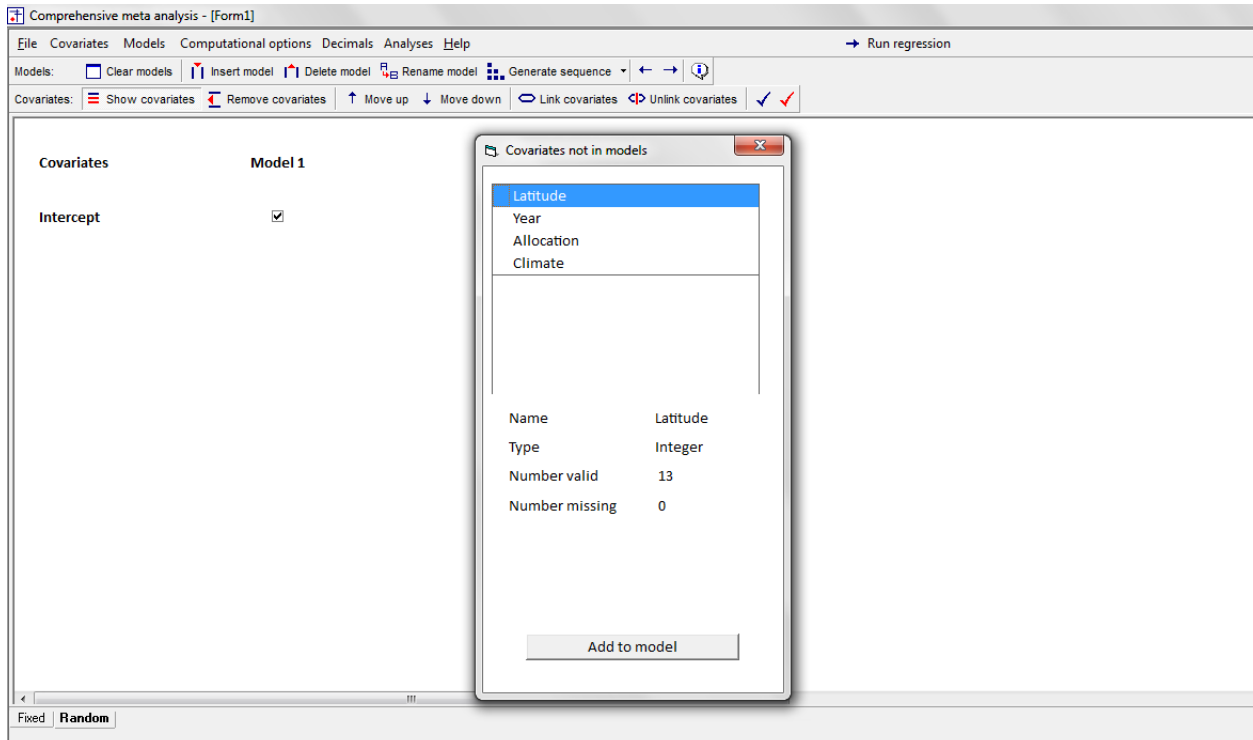 Comprehensive meta analysis - [Form1]
File Covariates Models Computational options Decimals Analyses Help → Run regression
Models: Clear models Insert model Delete model Rename model Generate sequence ← →
Covariates: Show covariates Remove covariates ↑ Move up ↓ Move down Link covariates Unlink covariates
Covariates Model 1
Intercept
Covariates not in models
Latitude
Year
Allocation
Climate
Name Latitude
Type Integer
Number valid 13
Number missing 0
Add to model
Fixed Random